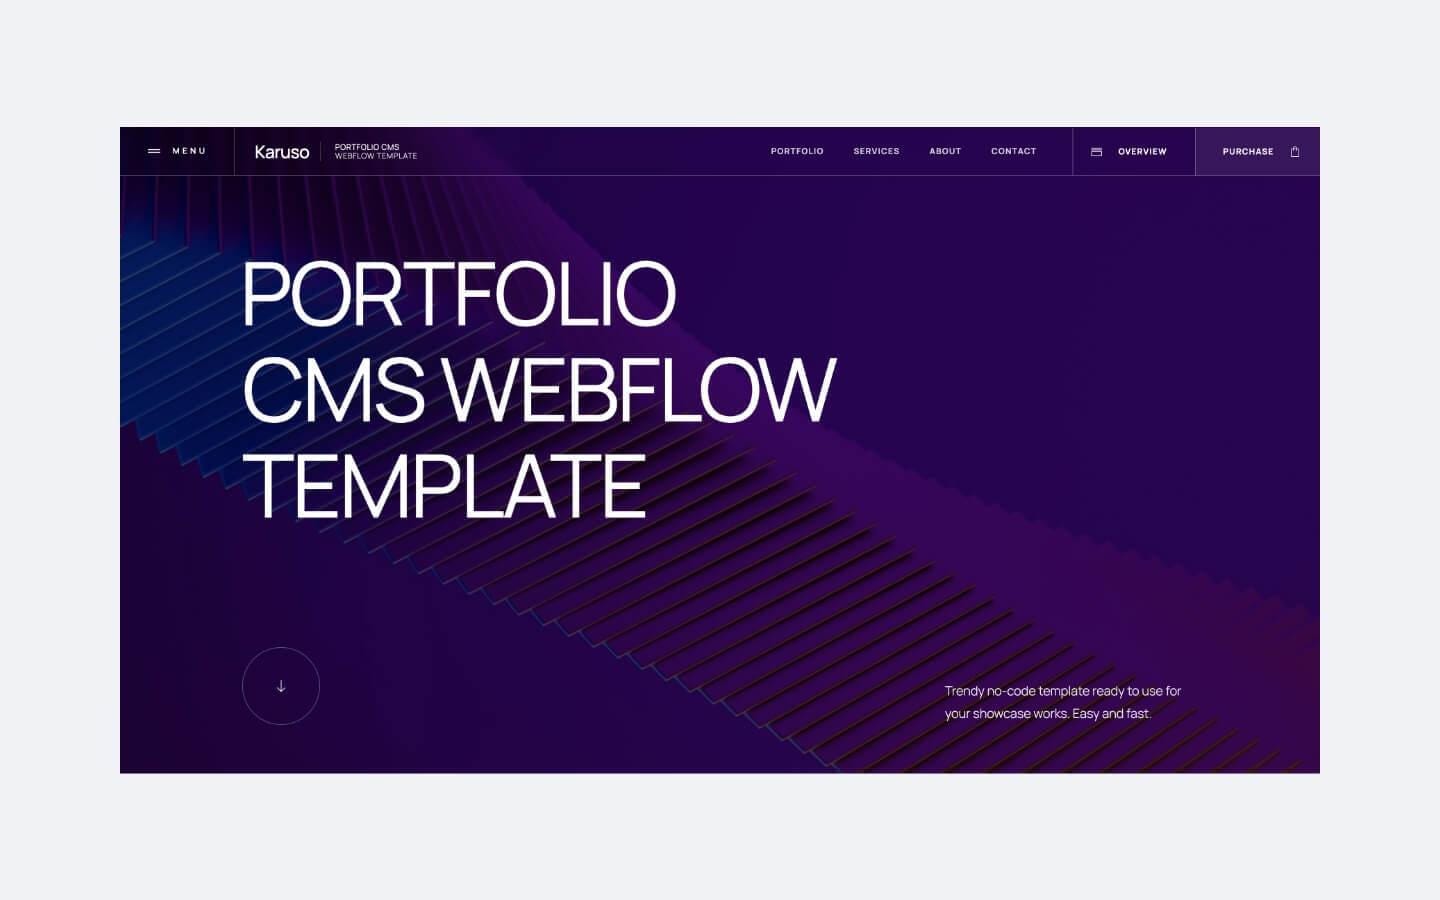 MENU
Karuso
PORTFOLIO CMS
WEBFLOW TEMPLATE
PORTFOLIO
SERVICES
ABOUT
CONTACT
OVERVIEW
PURCHASE
PORTFOLIO
CMS WEBFLOW
TEMPLATE
Trendy no-code template ready to use for
your showcase works. Easy and fast.